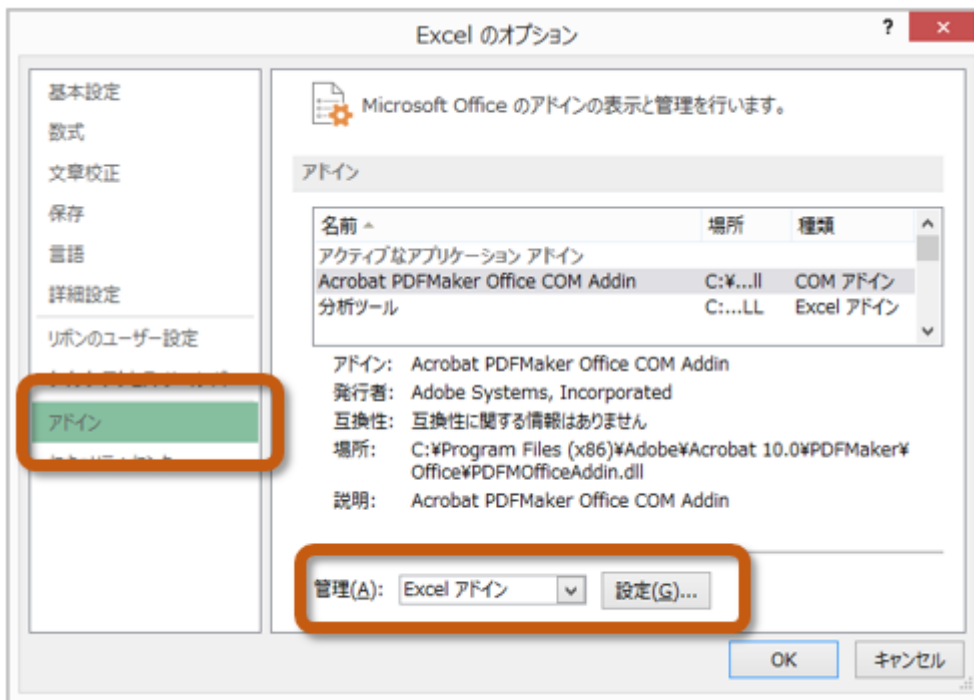 Excel のオプション
?
×
基本設定
数式
文章校正
保存
言語
詳細設定
リボンのユーザー設定
アドイン
Microsoft Office のアドインの表示と管理を行います。
アドイン
名前 場所 種類
アクティブなアプリケーション アドイン
Acrobat PDFMaker Office COM Addin C:¥...ll COM アドイン
分析ツール C:...LL Excel アドイン
アドイン: Acrobat PDFMaker Office COM Addin
発行者: Adobe Systems, Incorporated
互換性: 互換性に関する情報はありません
場所: C:¥Program Files (x86)¥Adobe¥Acrobat 10.0¥PDFMaker¥
Office¥PDFMOfficeAddin.dll
説明: Acrobat PDFMaker Office COM Addin
管理(A): Excel アドイン 設定(G)...
OK キャンセル